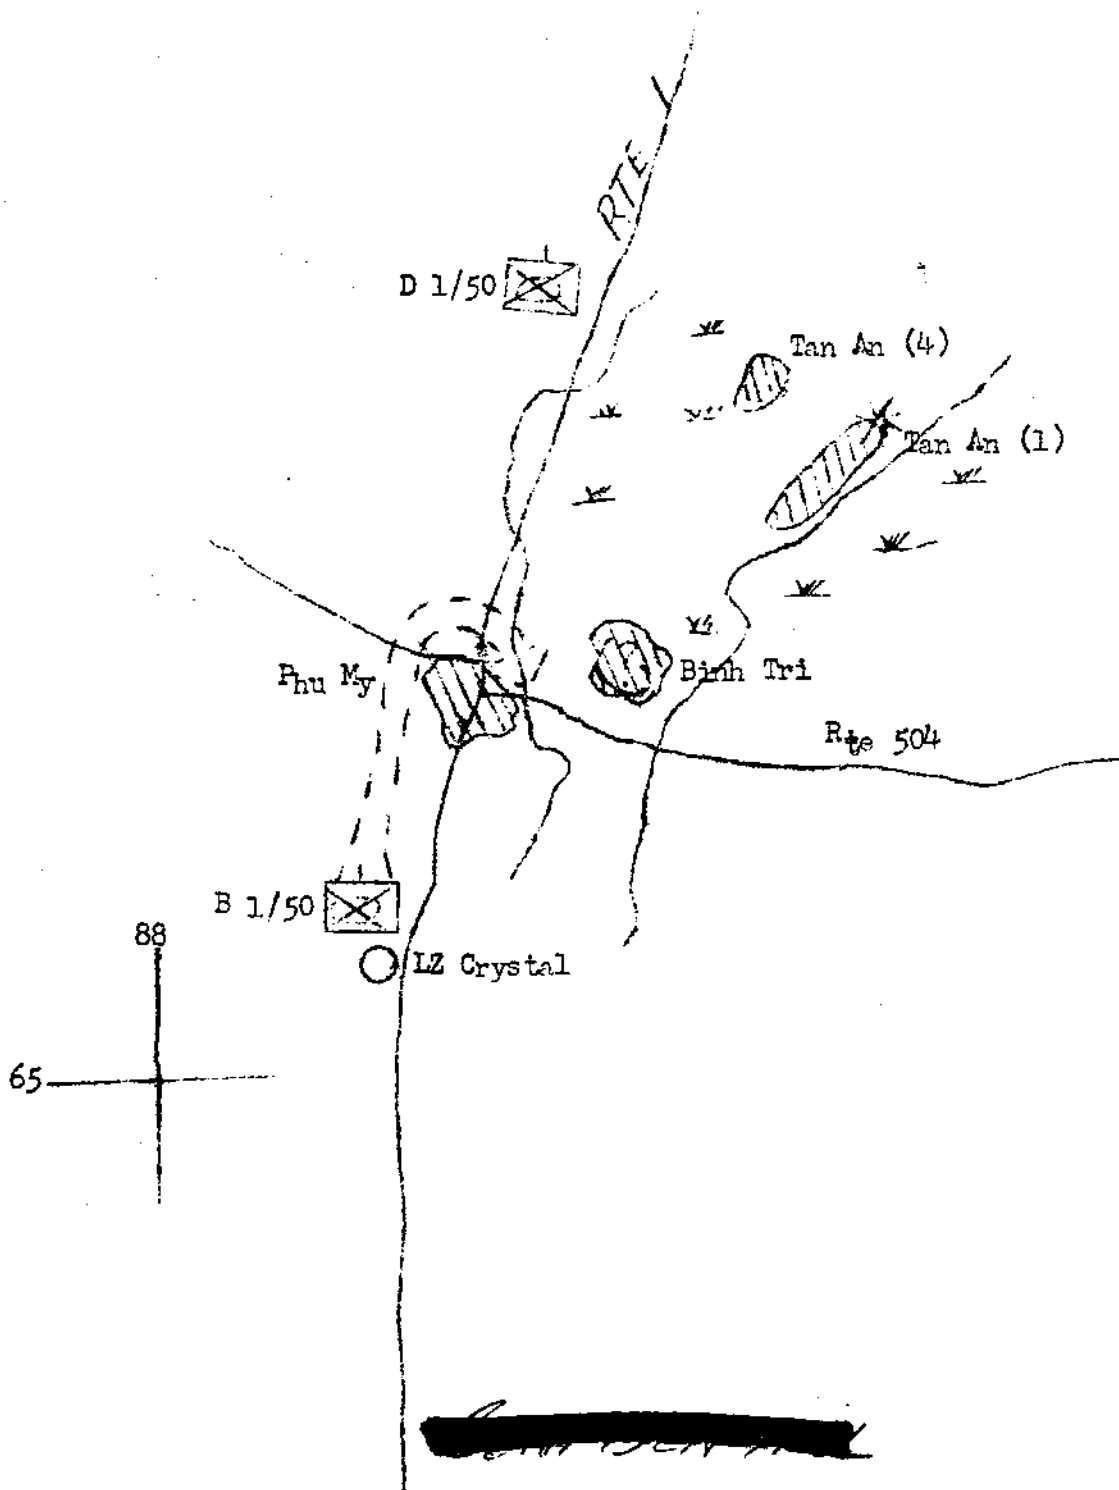 RTE 1
D 1/50
Tan An (4)
Tan An (1)
Phu My
Binh Tri
Rte 504
B 1/50
88
LZ Crystal
65